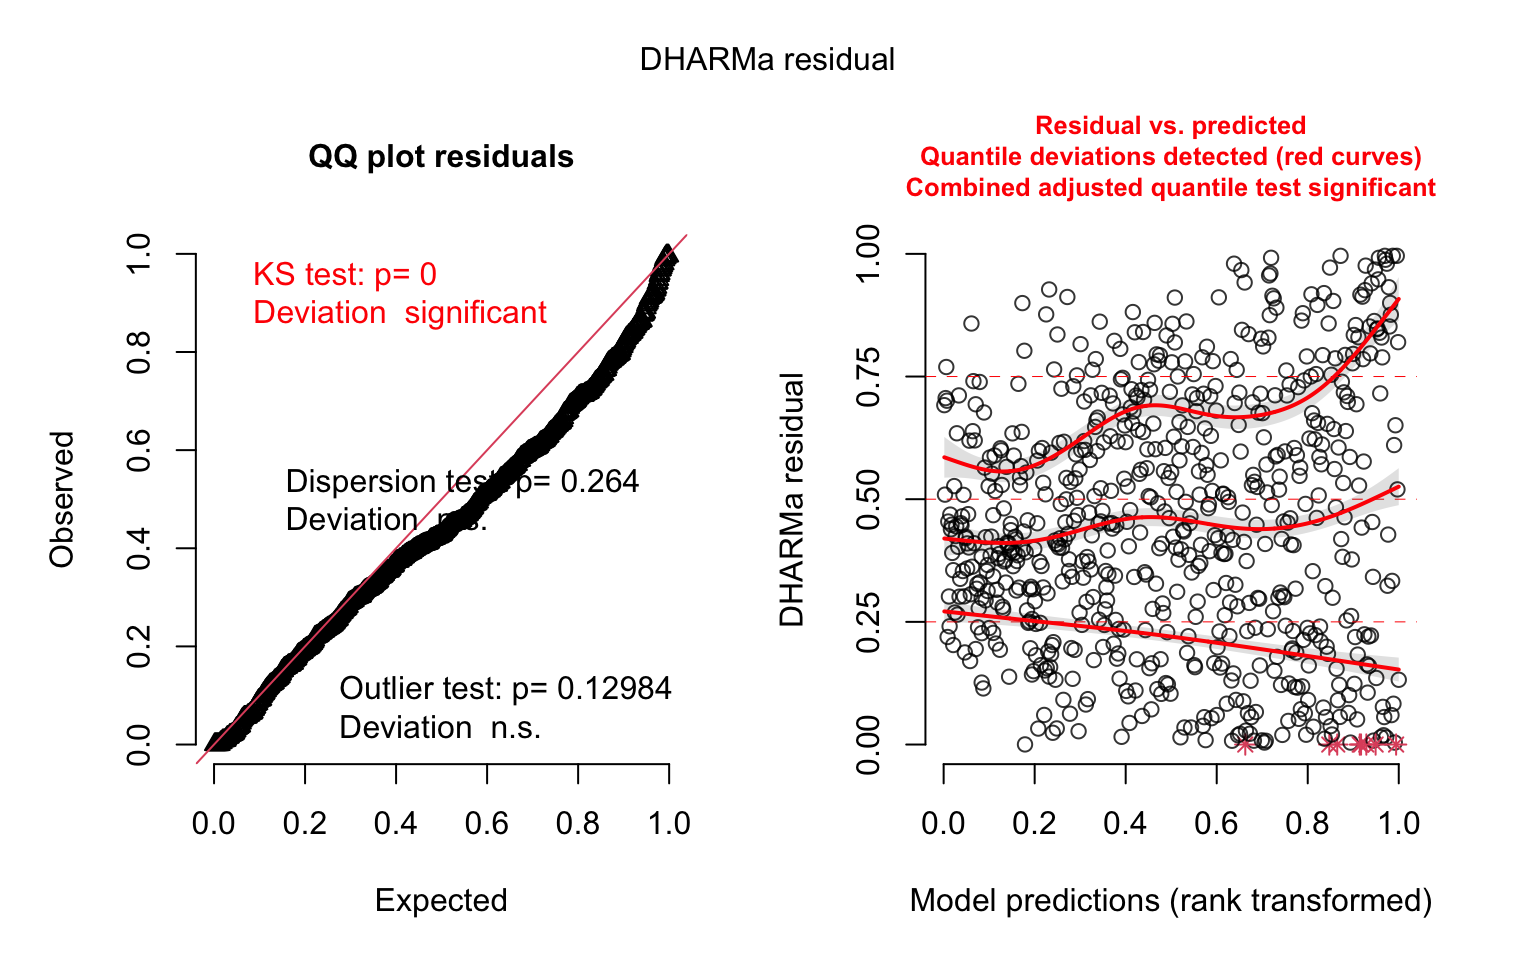 DHARMa residual
QQ plot residuals
KS test: p= 0
Deviation  significant
Dispersion test: p= 0.264
Deviation  n.s.
Outlier test: p= 0.12984
Deviation  n.s.
Observed
1.0
0.8
0.6
0.4
0.2
0.0
0.0 0.2 0.4 0.6 0.8 1.0
Expected
Residual vs. predicted
Quantile deviations detected (red curves)
Combined adjusted quantile test significant
DHARMa residual
1.00
0.75
0.50
0.25
0.00
0.0 0.2 0.4 0.6 0.8 1.0
Model predictions (rank transformed)